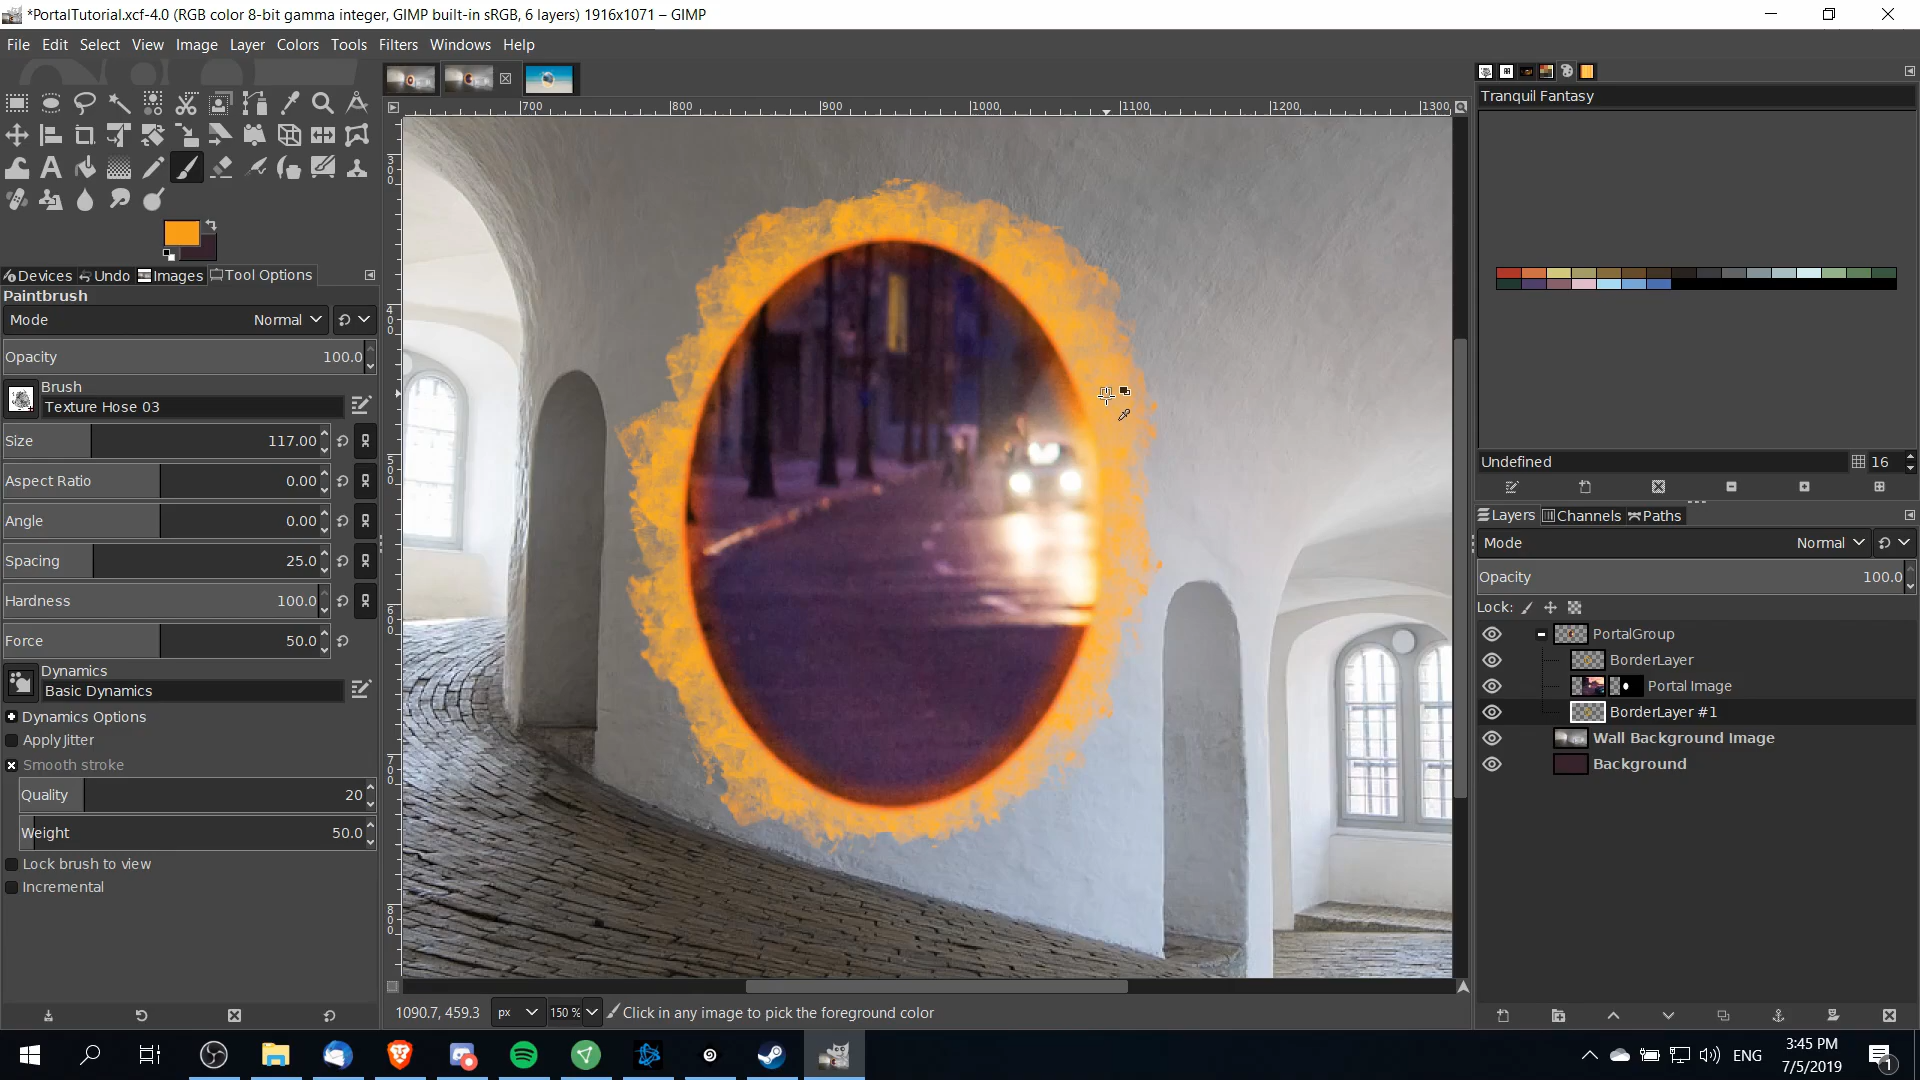 *PortalTutorial.xcf-4.0 (RGB color 8-bit gamma integer, GIMP built-in sRGB, 6 layers) 1916x1071 – GIMP
File Edit Select View Image Layer Colors Tools Filters Windows Help
Devices Undo Images Tool Options
Paintbrush
Mode Normal
Opacity 100.0
Brush
Texture Hose 03
Size 117.00
Aspect Ratio 0.00
Angle 0.00
Spacing 25.0
Hardness 100.0
Force 50.0
Dynamics
Basic Dynamics
Dynamics Options
Apply Jitter
Smooth stroke
Quality 20
Weight 50.0
Lock brush to view
Incremental
700 800 900 1000 1100 1200 1300
300
400
500
600
700
800
1090.7, 459.3 px 150 % Click in any image to pick the foreground color
Tranquil Fantasy
Undefined 16
Layers Channels Paths
Mode Normal
Opacity 100.0
Lock:
PortalGroup
BorderLayer
Portal Image
BorderLayer #1
Wall Background Image
Background
ENG
3:45 PM
7/5/2019
1